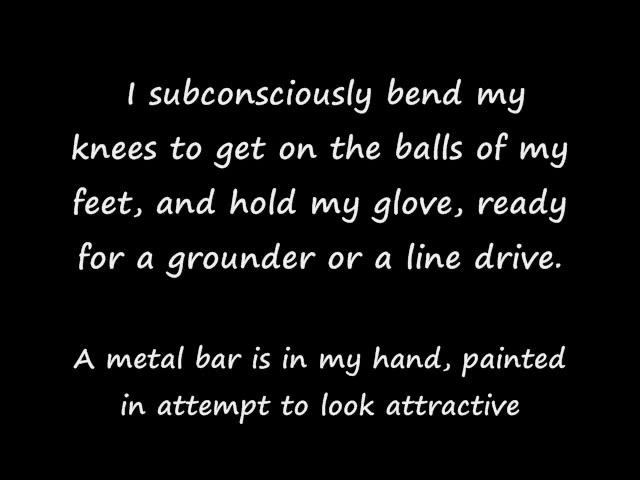 I subconsciously bend my
knees to get on the balls of my
feet, and hold my glove, ready
for a grounder or a line drive.
A metal bar is in my hand, painted
in attempt to look attractive